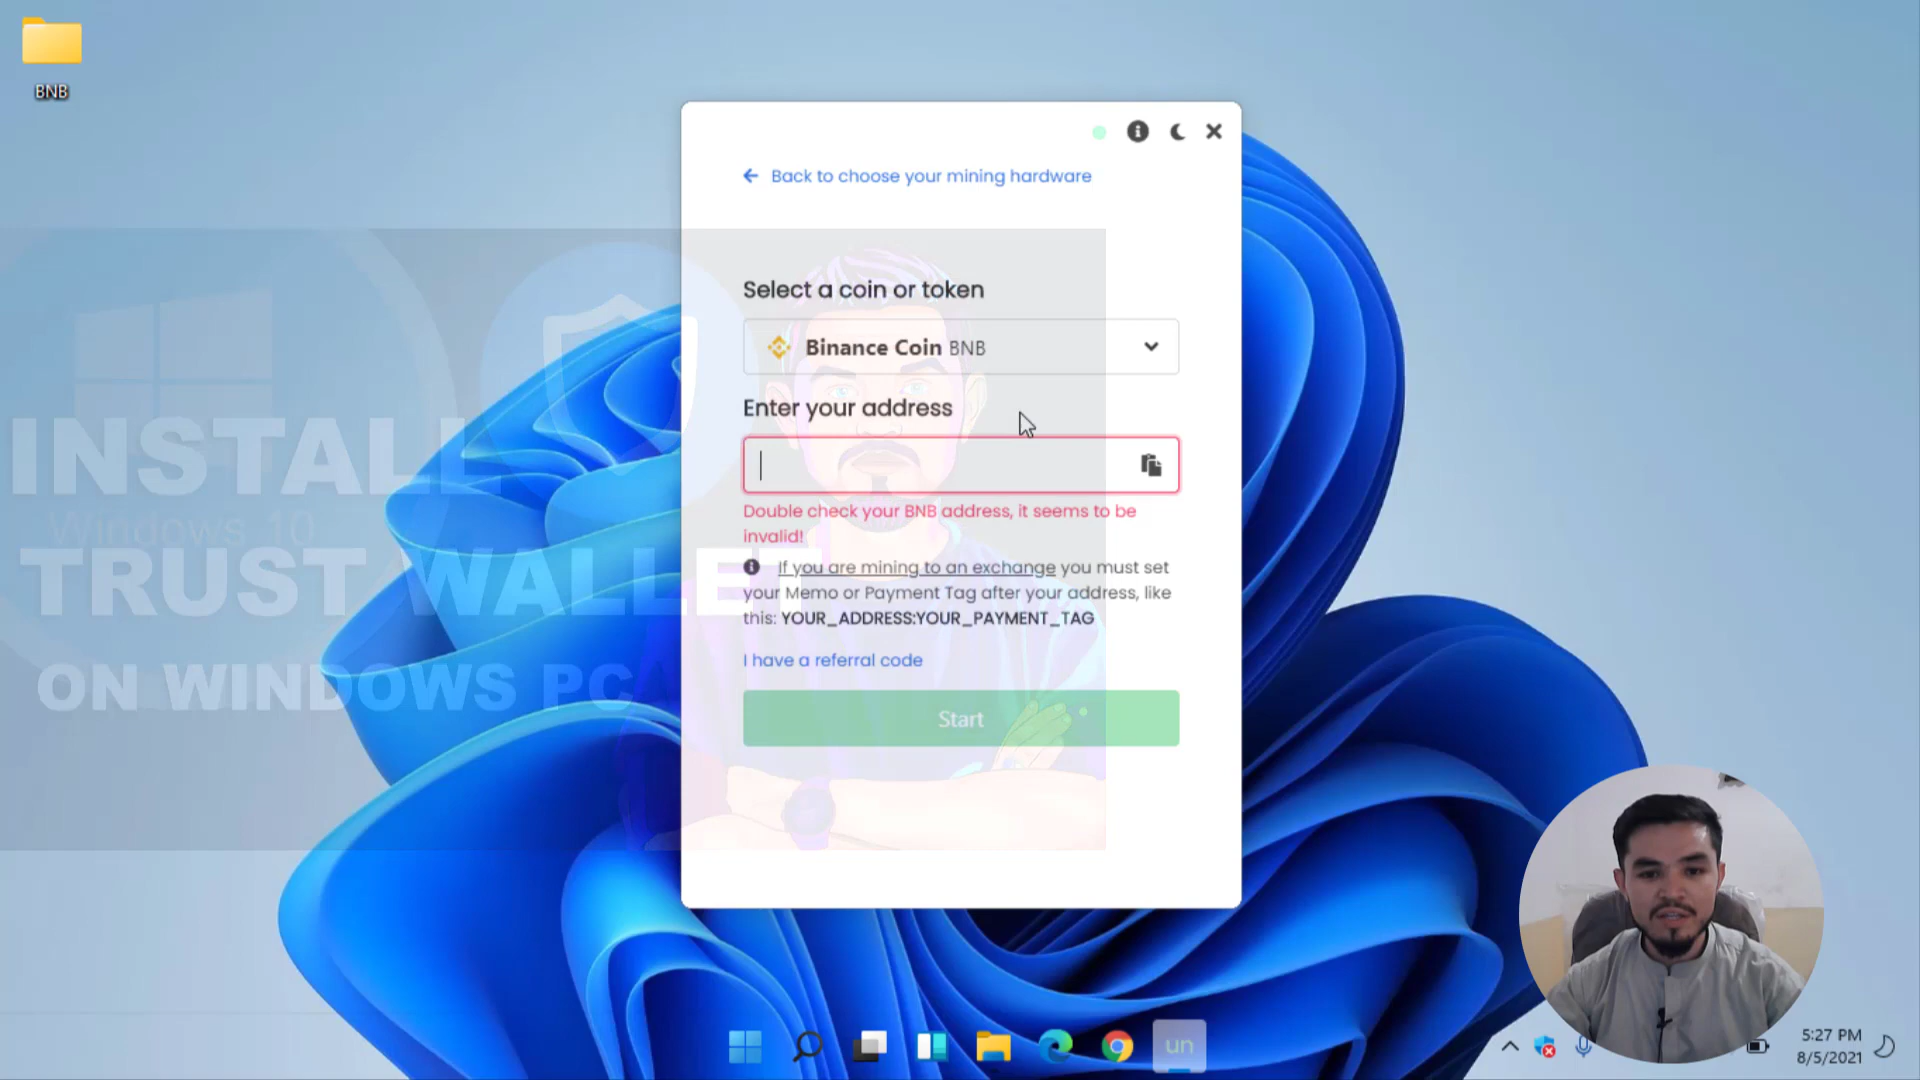 BNB
Back to choose your mining hardware
Select a coin or token
Binance Coin BNB
Enter your address
Double check your BNB address, it seems to be
invalid!
If you are mining to an exchange you must set
your Memo or Payment Tag after your address, like
this: YOUR_ADDRESS:YOUR_PAYMENT_TAG
I have a referral code
Start
INSTALL
Windows 10
TRUST WALLET
ON WINDOWS PC
un
5:27 PM
8/5/2021